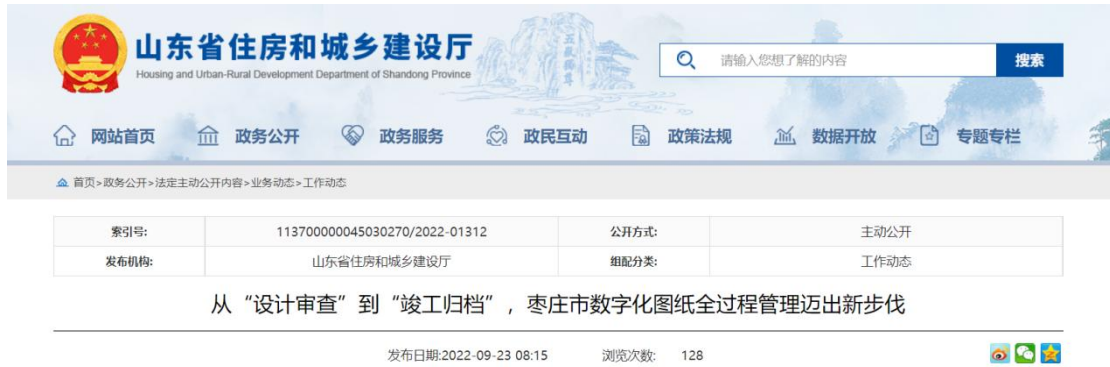 山东省住房和城乡建设厅
Housing and Urban-Rural Development Department of Shandong Province
请输入您想了解的内容
搜索
网站首页 政务公开 政务服务 政民互动 政策法规 数据开放 专题专栏
首页>政务公开>法定主动公开内容>业务动态>工作动态
索引号: 113700000045030270/2022-01312 公开方式: 主动公开
发布机构: 山东省住房和城乡建设厅 组配分类: 工作动态
从“设计审查”到“竣工归档”，枣庄市数字化图纸全过程管理迈出新步伐
发布日期:2022-09-23 08:15 浏览次数: 128